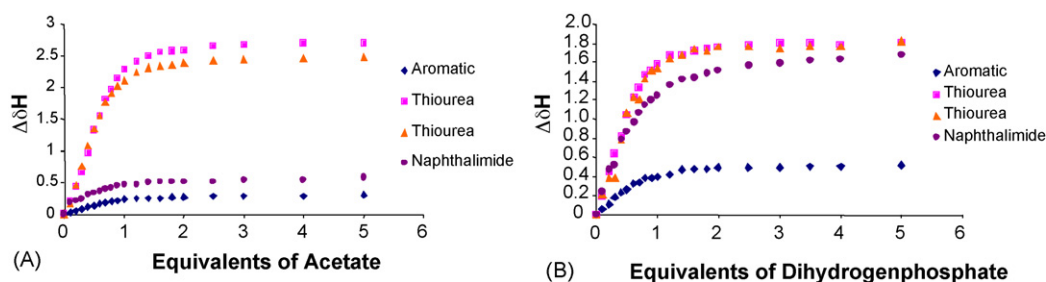 3
2.5
2
1.5
1
0.5
0
0 1 2 3 4 5 6
ΔδH
Aromatic
Thiourea
Thiourea
Naphthalimide
(A)
Equivalents of Acetate
2.0
1.8
1.6
1.4
1.2
1.0
0.8
0.6
0.4
0.2
0.0
0 1 2 3 4 5 6
ΔδH
Aromatic
Thiourea
Thiourea
Naphthalimide
(B)
Equivalents of Dihydrogenphosphate